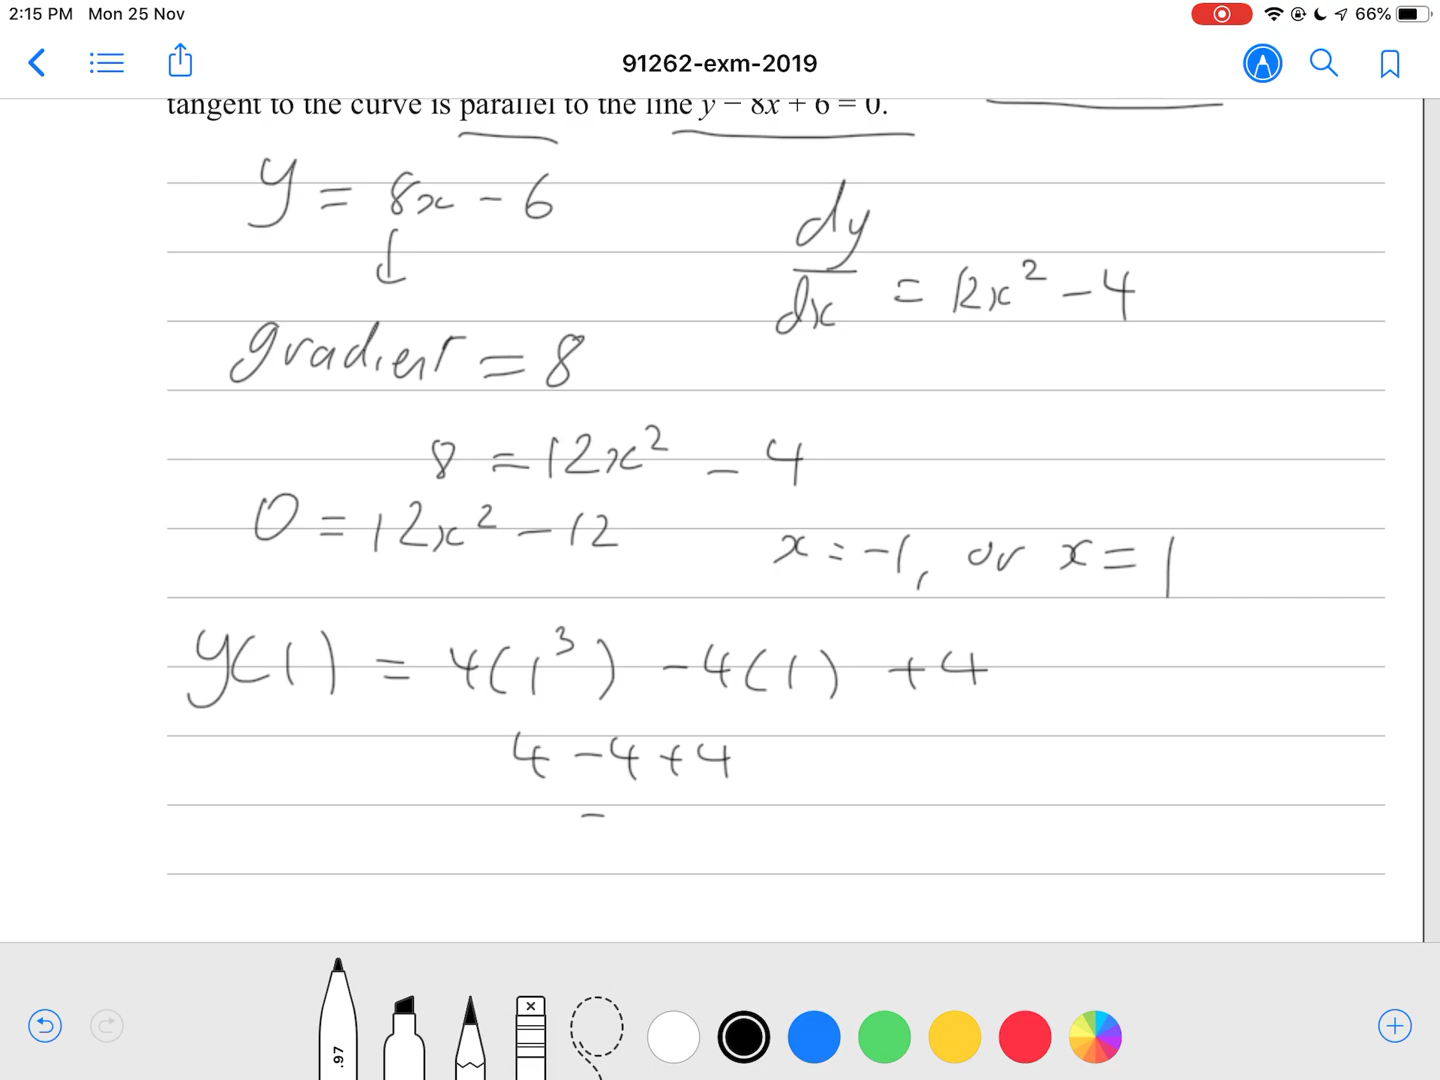 2:15 PM Mon 25 Nov 66%
91262-exm-2019
tangent to the curve is parallel to the line y − 8x + 6 = 0.
y = 8x - 6
dy/dx = 12x² - 4
gradient = 8
8 = 12x² - 4
0 = 12x² - 12
x = -1, or x = 1
y(1) = 4(1³) - 4(1) + 4
4 - 4 + 4
–
.97